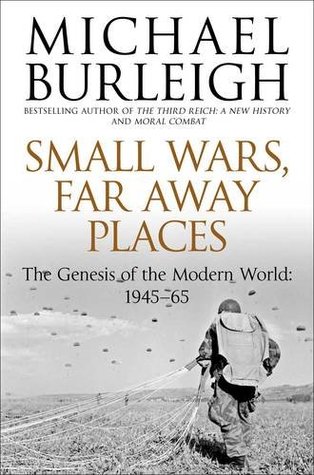 MICHAEL
BURLEIGH
BESTSELLING AUTHOR OF THE THIRD REICH: A NEW HISTORY
AND MORAL COMBAT
SMALL WARS,
FAR AWAY
PLACES
The Genesis of the Modern World:
1945–65